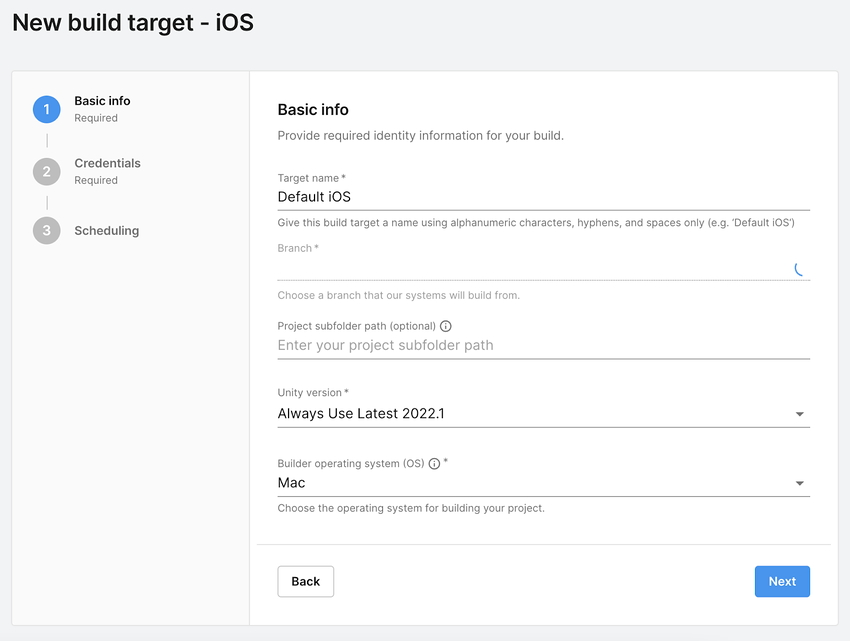 New build target - iOS
1
Basic info
Required
2
Credentials
Required
3
Scheduling
Basic info
Provide required identity information for your build.
Target name *
Default iOS
Give this build target a name using alphanumeric characters, hyphens, and spaces only (e.g. ‘Default iOS’)
Branch *
Choose a branch that our systems will build from.
Project subfolder path (optional)
Enter your project subfolder path
Unity version *
Always Use Latest 2022.1
Builder operating system (OS) *
Mac
Choose the operating system for building your project.
Back
Next